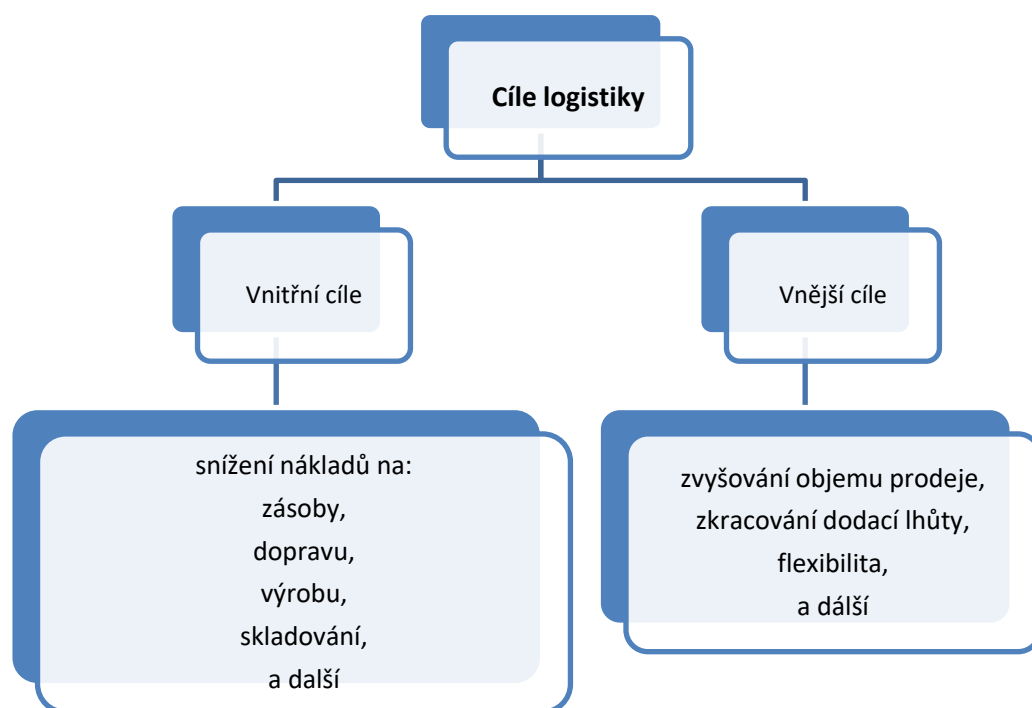 Cíle logistiky
Vnitřní cíle
Vnější cíle
snížení nákladů na:
zásoby,
dopravu,
výrobu,
skladování,
a další
zvyšování objemu prodeje,
zkracování dodací lhůty,
flexibilita,
a dálší